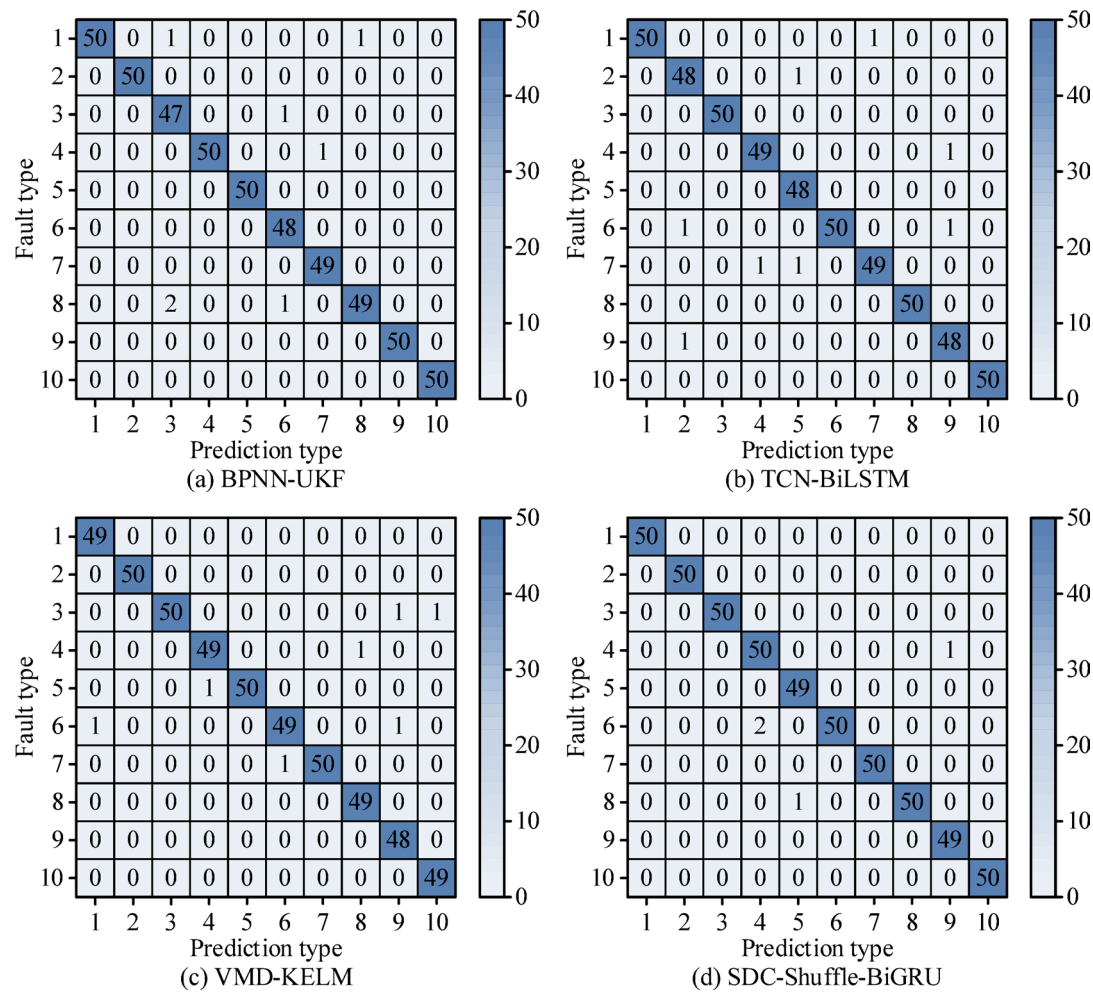 1 50 0 1 0 0 0 0 1 0 0 50
2 0 50 0 0 0 0 0 0 0 0
3 0 0 47 0 0 1 0 0 0 0 40
4 0 0 0 50 0 0 1 0 0 0
5 0 0 0 0 50 0 0 0 0 0 30
6 0 0 0 0 0 48 0 0 0 0 20
7 0 0 0 0 0 0 49 0 0 0
8 0 0 2 0 0 1 0 49 0 0 10
9 0 0 0 0 0 0 0 0 50 0
10 0 0 0 0 0 0 0 0 0 50 0
Fault type
1 2 3 4 5 6 7 8 9 10
Prediction type
(a) BPNN-UKF
1 50 0 0 0 0 0 1 0 0 0 50
2 0 48 0 0 1 0 0 0 0 0
3 0 0 50 0 0 0 0 0 0 0 40
4 0 0 0 49 0 0 0 0 1 0
5 0 0 0 0 48 0 0 0 0 0 30
6 0 1 0 0 0 50 0 0 1 0 20
7 0 0 0 1 1 0 49 0 0 0
8 0 0 0 0 0 0 0 50 0 0 10
9 0 1 0 0 0 0 0 0 48 0
10 0 0 0 0 0 0 0 0 0 50 0
Fault type
1 2 3 4 5 6 7 8 9 10
Prediction type
(b) TCN-BiLSTM
1 49 0 0 0 0 0 0 0 0 0 50
2 0 50 0 0 0 0 0 0 0 0
3 0 0 50 0 0 0 0 0 1 1 40
4 0 0 0 49 0 0 0 1 0 0
5 0 0 0 1 50 0 0 0 0 0 30
6 1 0 0 0 0 49 0 0 1 0 20
7 0 0 0 0 0 1 50 0 0 0
8 0 0 0 0 0 0 0 49 0 0 10
9 0 0 0 0 0 0 0 0 48 0
10 0 0 0 0 0 0 0 0 0 49 0
Fault type
1 2 3 4 5 6 7 8 9 10
Prediction type
(c) VMD-KELM
1 50 0 0 0 0 0 0 0 0 0 50
2 0 50 0 0 0 0 0 0 0 0
3 0 0 50 0 0 0 0 0 0 0 40
4 0 0 0 50 0 0 0 0 1 0
5 0 0 0 0 49 0 0 0 0 0 30
6 0 0 0 2 0 50 0 0 0 0 20
7 0 0 0 0 0 0 50 0 0 0
8 0 0 0 0 1 0 0 50 0 0 10
9 0 0 0 0 0 0 0 0 49 0
10 0 0 0 0 0 0 0 0 0 50 0
Fault type
1 2 3 4 5 6 7 8 9 10
Prediction type
(d) SDC-Shuffle-BiGRU